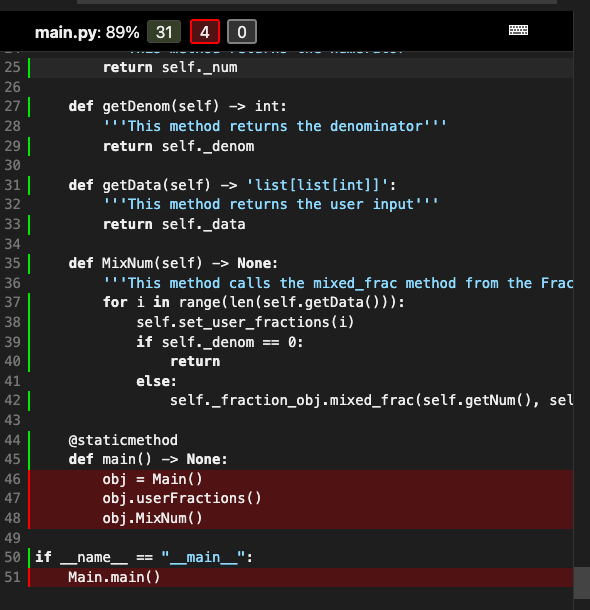 main.py: 89% 31 4 0
25 return self._num
26
27 def getDenom(self) -> int:
28 '''This method returns the denominator'''
29 return self._denom
30
31 def getData(self) -> 'list[list[int]]':
32 '''This method returns the user input'''
33 return self._data
34
35 def MixNum(self) -> None:
36 '''This method calls the mixed_frac method from the Frac
37 for i in range(len(self.getData())):
38 self.set_user_fractions(i)
39 if self._denom == 0:
40 return
41 else:
42 self._fraction_obj.mixed_frac(self.getNum(), sel
43
44 @staticmethod
45 def main() -> None:
46 obj = Main()
47 obj.userFractions()
48 obj.MixNum()
49
50 if __name__ == "__main__":
51 Main.main()